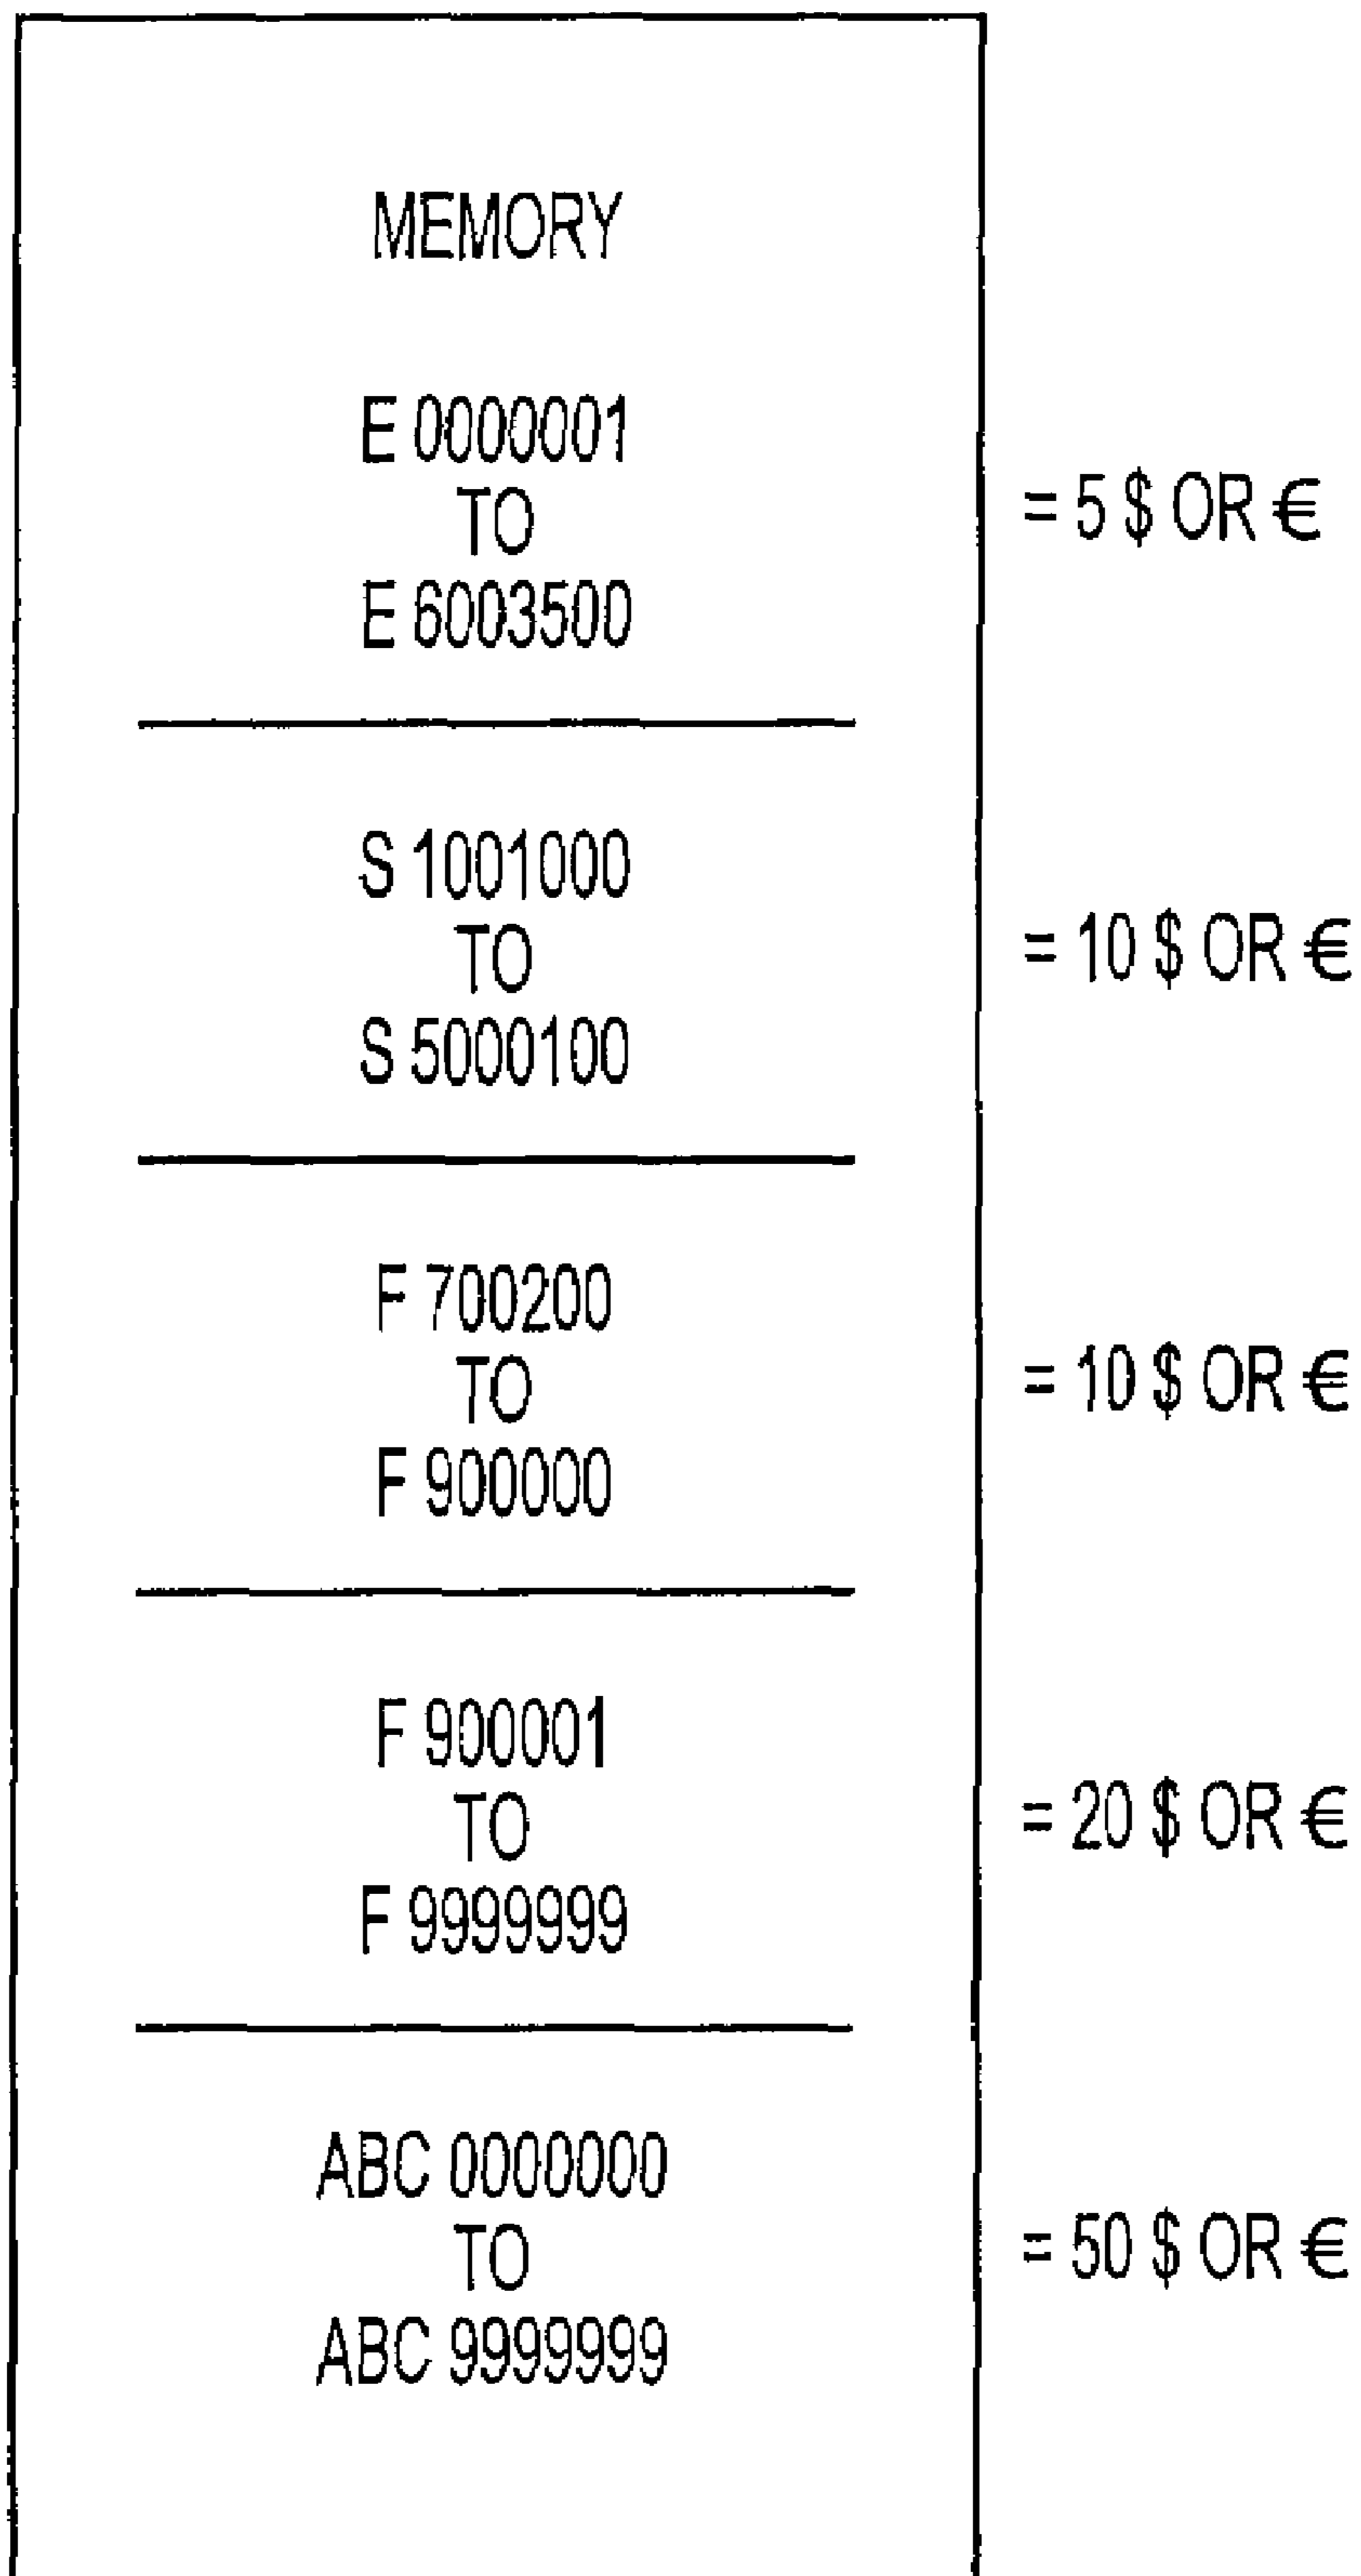 MEMORY
E 0000001
TO
E 6003500
= 5 $ OR €
S 1001000
TO
S 5000100
= 10 $ OR €
F 700200
TO
F 900000
= 10 $ OR €
F 900001
TO
F 9999999
= 20 $ OR €
ABC 0000000
TO
ABC 9999999
= 50 $ OR €